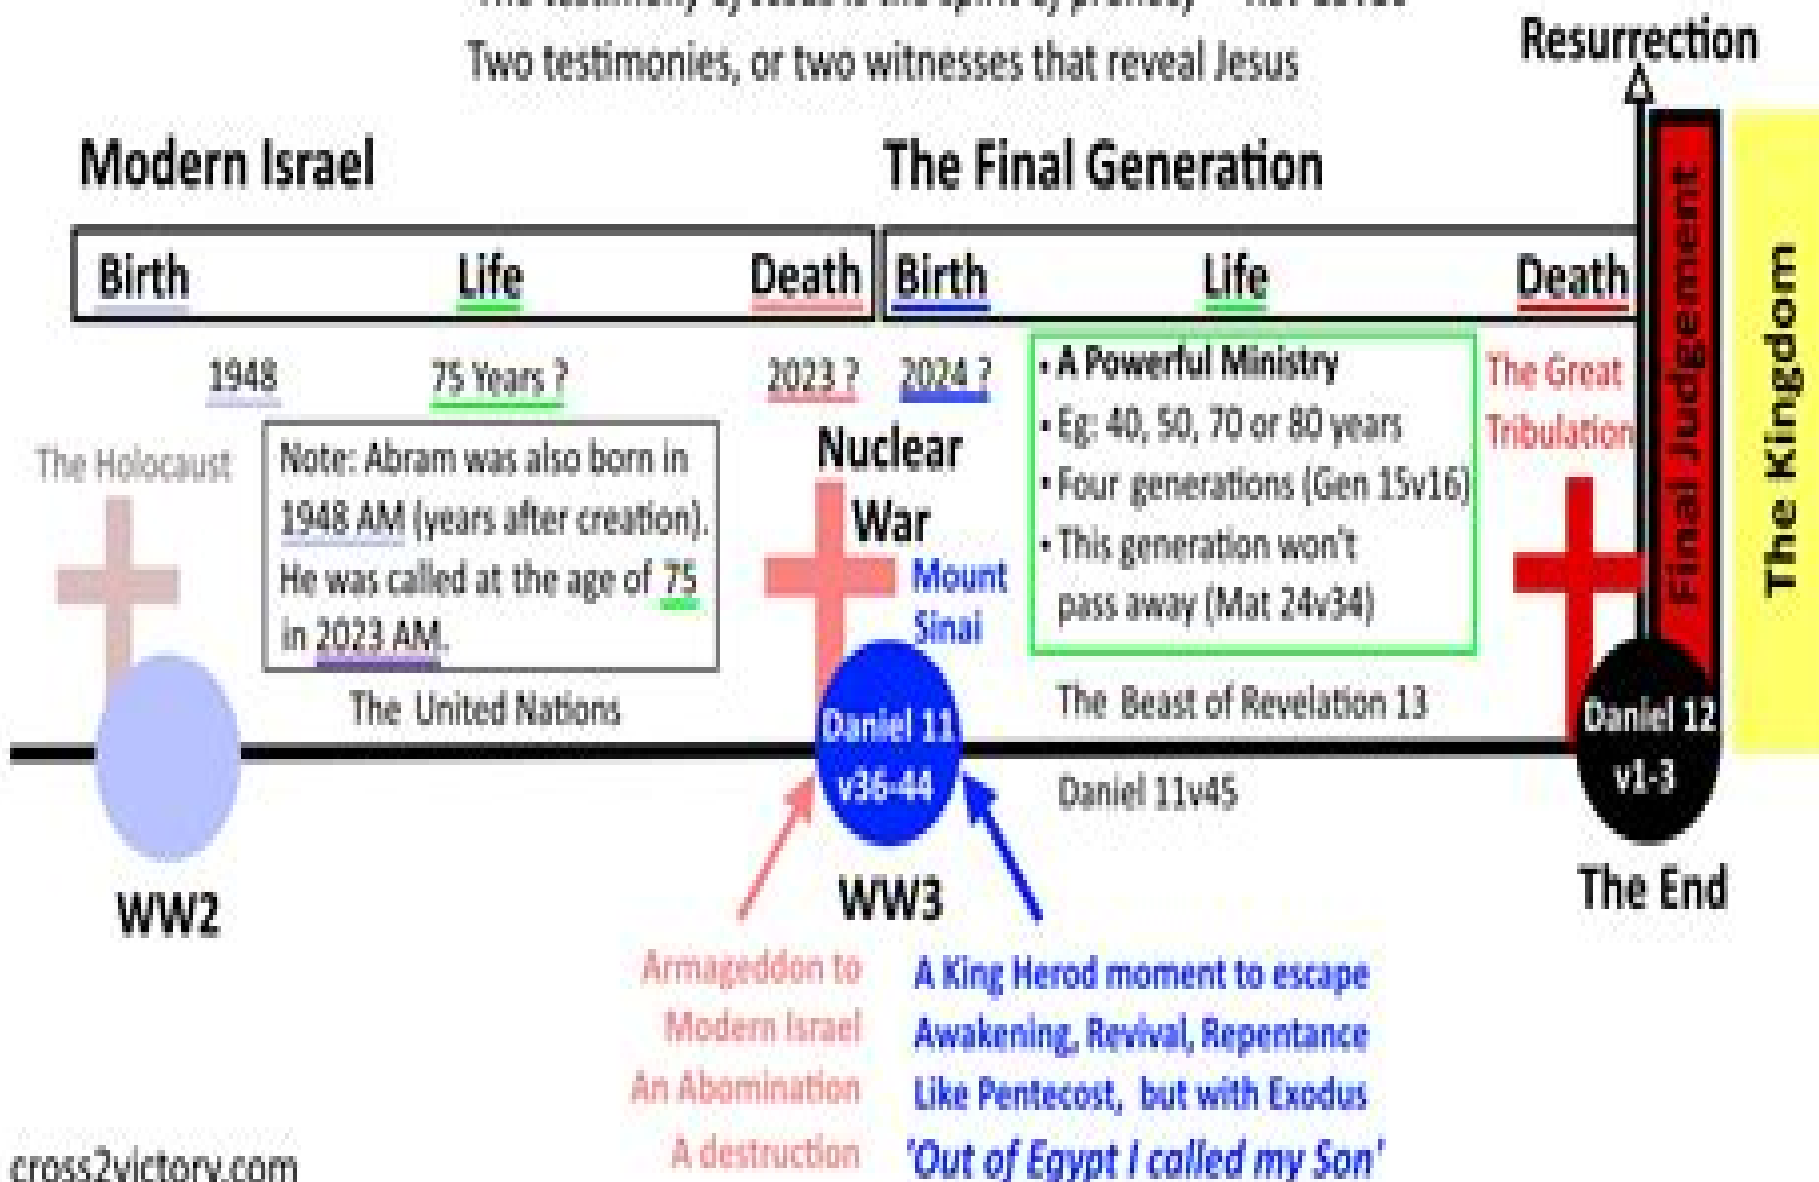 Two testimonies, or two witnesses that reveal Jesus
Resurrection
Modern Israel
The Final Generation
Birth Life Death Birth Life Death
1948 75 Years ? 2023 ? 2024 ?
The Holocaust
Note: Abram was also born in
1948 AM (years after creation).
He was called at the age of 75
in 2023 AM.
Nuclear
War
Mount
Sinai
• A Powerful Ministry
• Eg: 40, 50, 70 or 80 years
• Four generations (Gen 15v16)
• This generation won't
pass away (Mat 24v34)
The Great
Tribulation
Final Judgement
The Kingdom
The United Nations
The Beast of Revelation 13
Daniel 11
v36-44
Daniel 11v45
Daniel 12
v1-3
WW2
WW3
The End
Armageddon to
Modern Israel
An Abomination
A destruction
A King Herod moment to escape
Awakening, Revival, Repentance
Like Pentecost, but with Exodus
'Out of Egypt I called my Son'
cross2victory.com